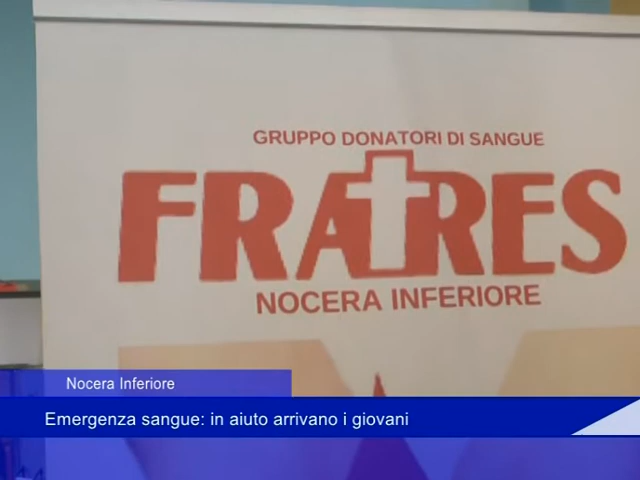 GRUPPO DONATORI DI SANGUE
FRATRES
NOCERA INFERIORE
Nocera Inferiore
Emergenza sangue: in aiuto arrivano i giovani